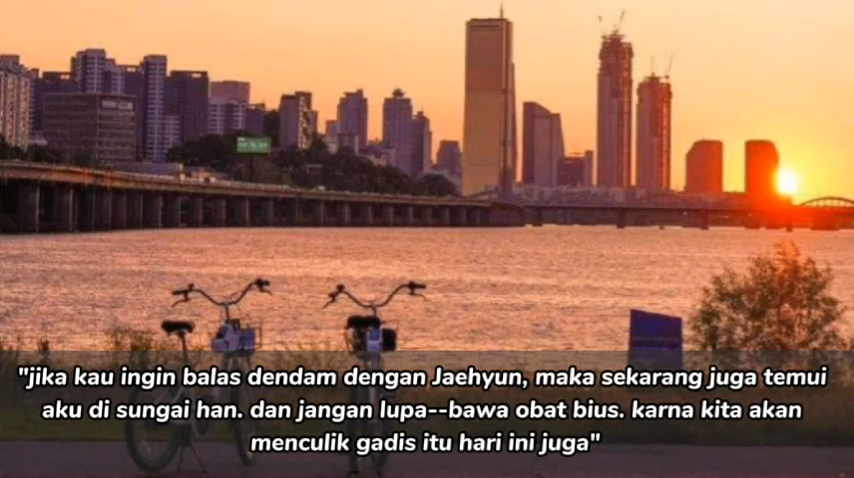 "jika kau ingin balas dendam dengan Jaehyun, maka sekarang juga temui
aku di sungai han. dan jangan lupa--bawa obat bius. karna kita akan
menculik gadis itu hari ini juga"